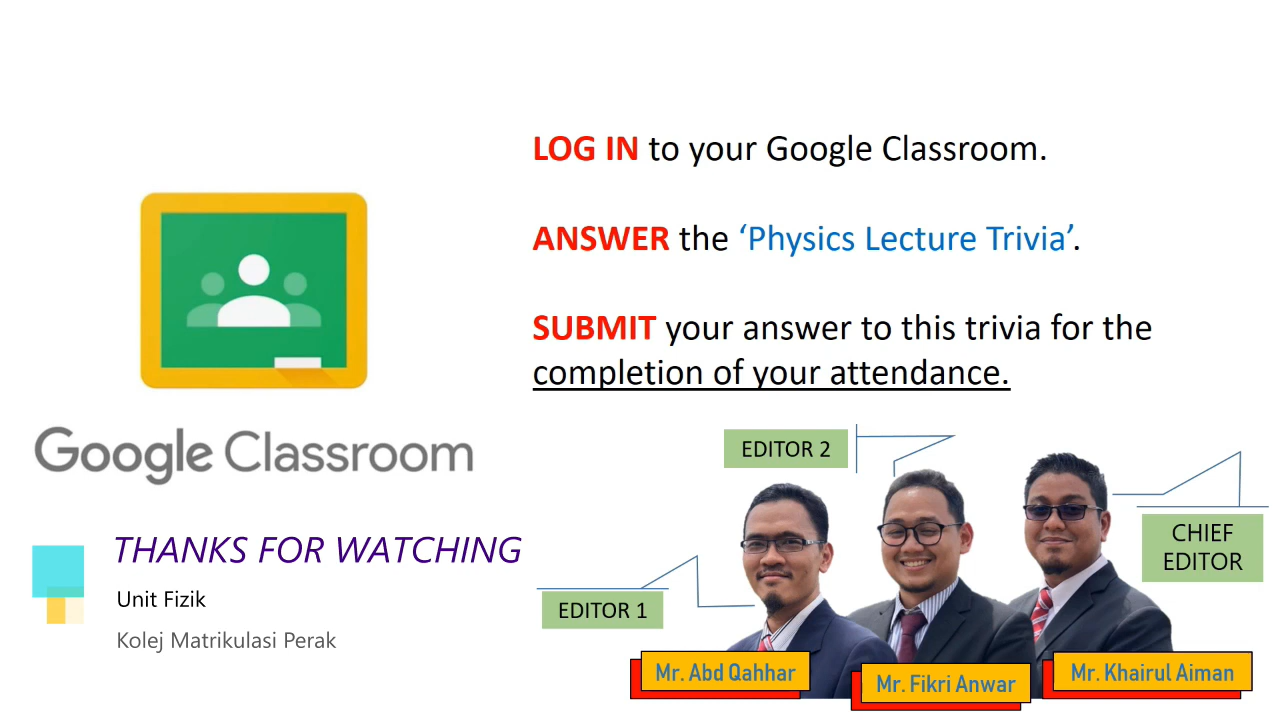 LOG IN to your Google Classroom.
ANSWER the ‘Physics Lecture Trivia’.
SUBMIT your answer to this trivia for the
completion of your attendance.
Google Classroom
THANKS FOR WATCHING
Unit Fizik
Kolej Matrikulasi Perak
EDITOR 2
CHIEF
EDITOR
EDITOR 1
Mr. Abd Qahhar
Mr. Fikri Anwar
Mr. Khairul Aiman